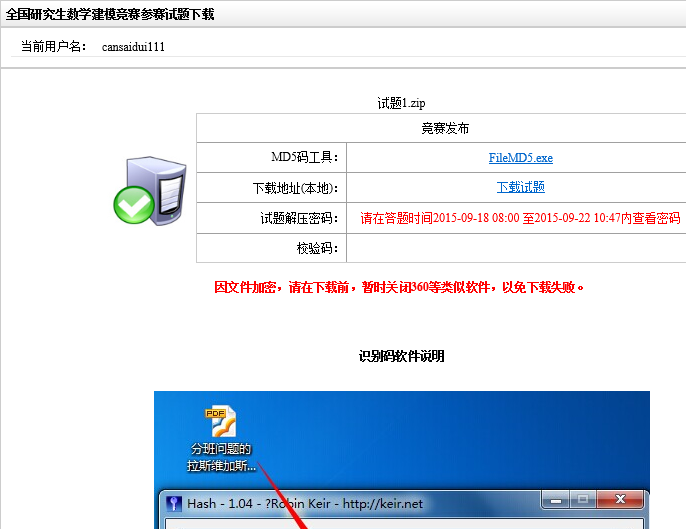 全国研究生数学建模竞赛参赛试题下载
当前用户名： cansaidui111
试题1.zip
竞赛发布
MD5码工具： FileMD5.exe
下载地址(本地)： 下载试题
试题解压密码： 请在答题时间2015-09-18 08:00 至2015-09-22 10:47内查看密码
校验码：
因文件加密，请在下载前，暂时关闭360等类似软件，以免下载失败。
识别码软件说明
PDF
分班问题的
拉斯维加斯...
Hash - 1.04 - ?Robin Keir - http://keir.net